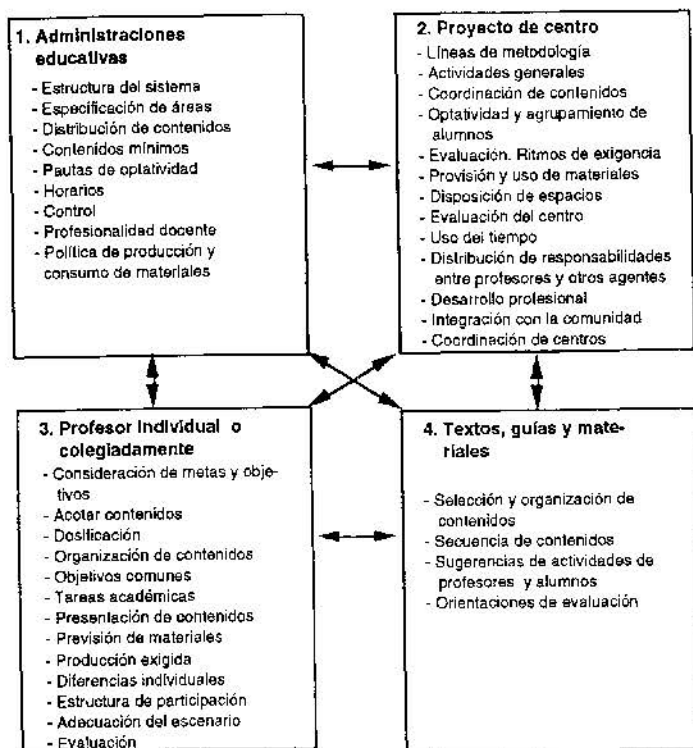 1. Administraciones
educativas
- Estructura del sistema
- Especificación de áreas
- Distribución de contenidos
- Contenidos mínimos
- Pautas de optatividad
- Horarios
- Control
- Profesionalidad docente
- Política de producción y
consumo de materiales
2. Proyecto de centro
- Líneas de metodología
- Actividades generales
- Coordinación de contenidos
- Optatividad y agrupamiento de
alumnos
- Evaluación. Ritmos de exigencia
- Provisión y uso de materiales
- Disposición de espacios
- Evaluación del centro
- Uso del tiempo
- Distribución de responsabilidades
entre profesores y otros agentes
- Desarrollo profesional
- Integración con la comunidad
- Coordinación de centros
3. Profesor individual o
colegiadamente
- Consideración de metas y obje-
tivos
- Acotar contenidos
- Dosificación
- Organización de contenidos
- Objetivos comunes
- Tareas académicas
- Presentación de contenidos
- Previsión de materiales
- Producción exigida
- Diferencias individuales
- Estructura de participación
- Adecuación del escenario
- Evaluación
4. Textos, guías y mate-
riales
- Selección y organización de
contenidos
- Secuencia de contenidos
- Sugerencias de actividades de
profesores y alumnos
- Orientaciones de evaluación